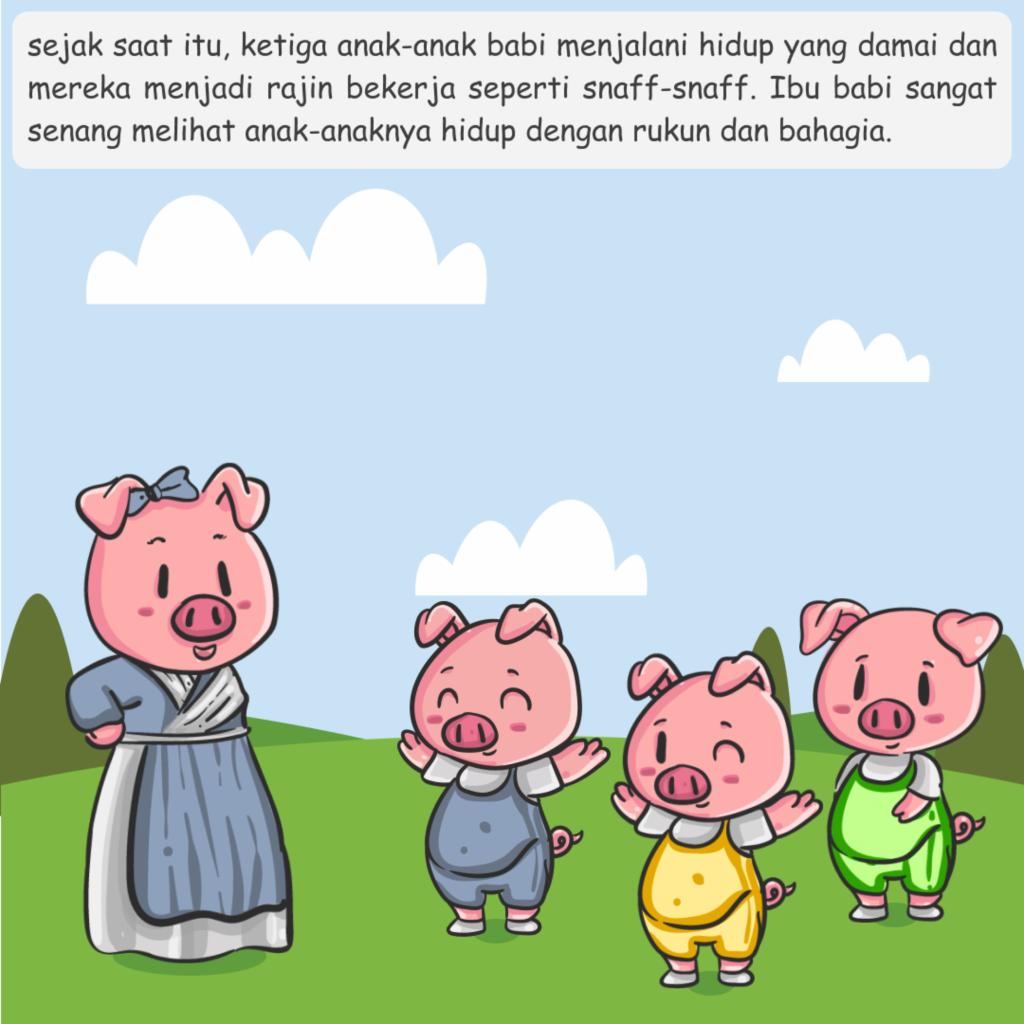 sejak saat itu, ketiga anak-anak babi menjalani hidup yang damai dan
mereka menjadi rajin bekerja seperti snaff-snaff. Ibu babi sangat
senang melihat anak-anaknya hidup dengan rukun dan bahagia.